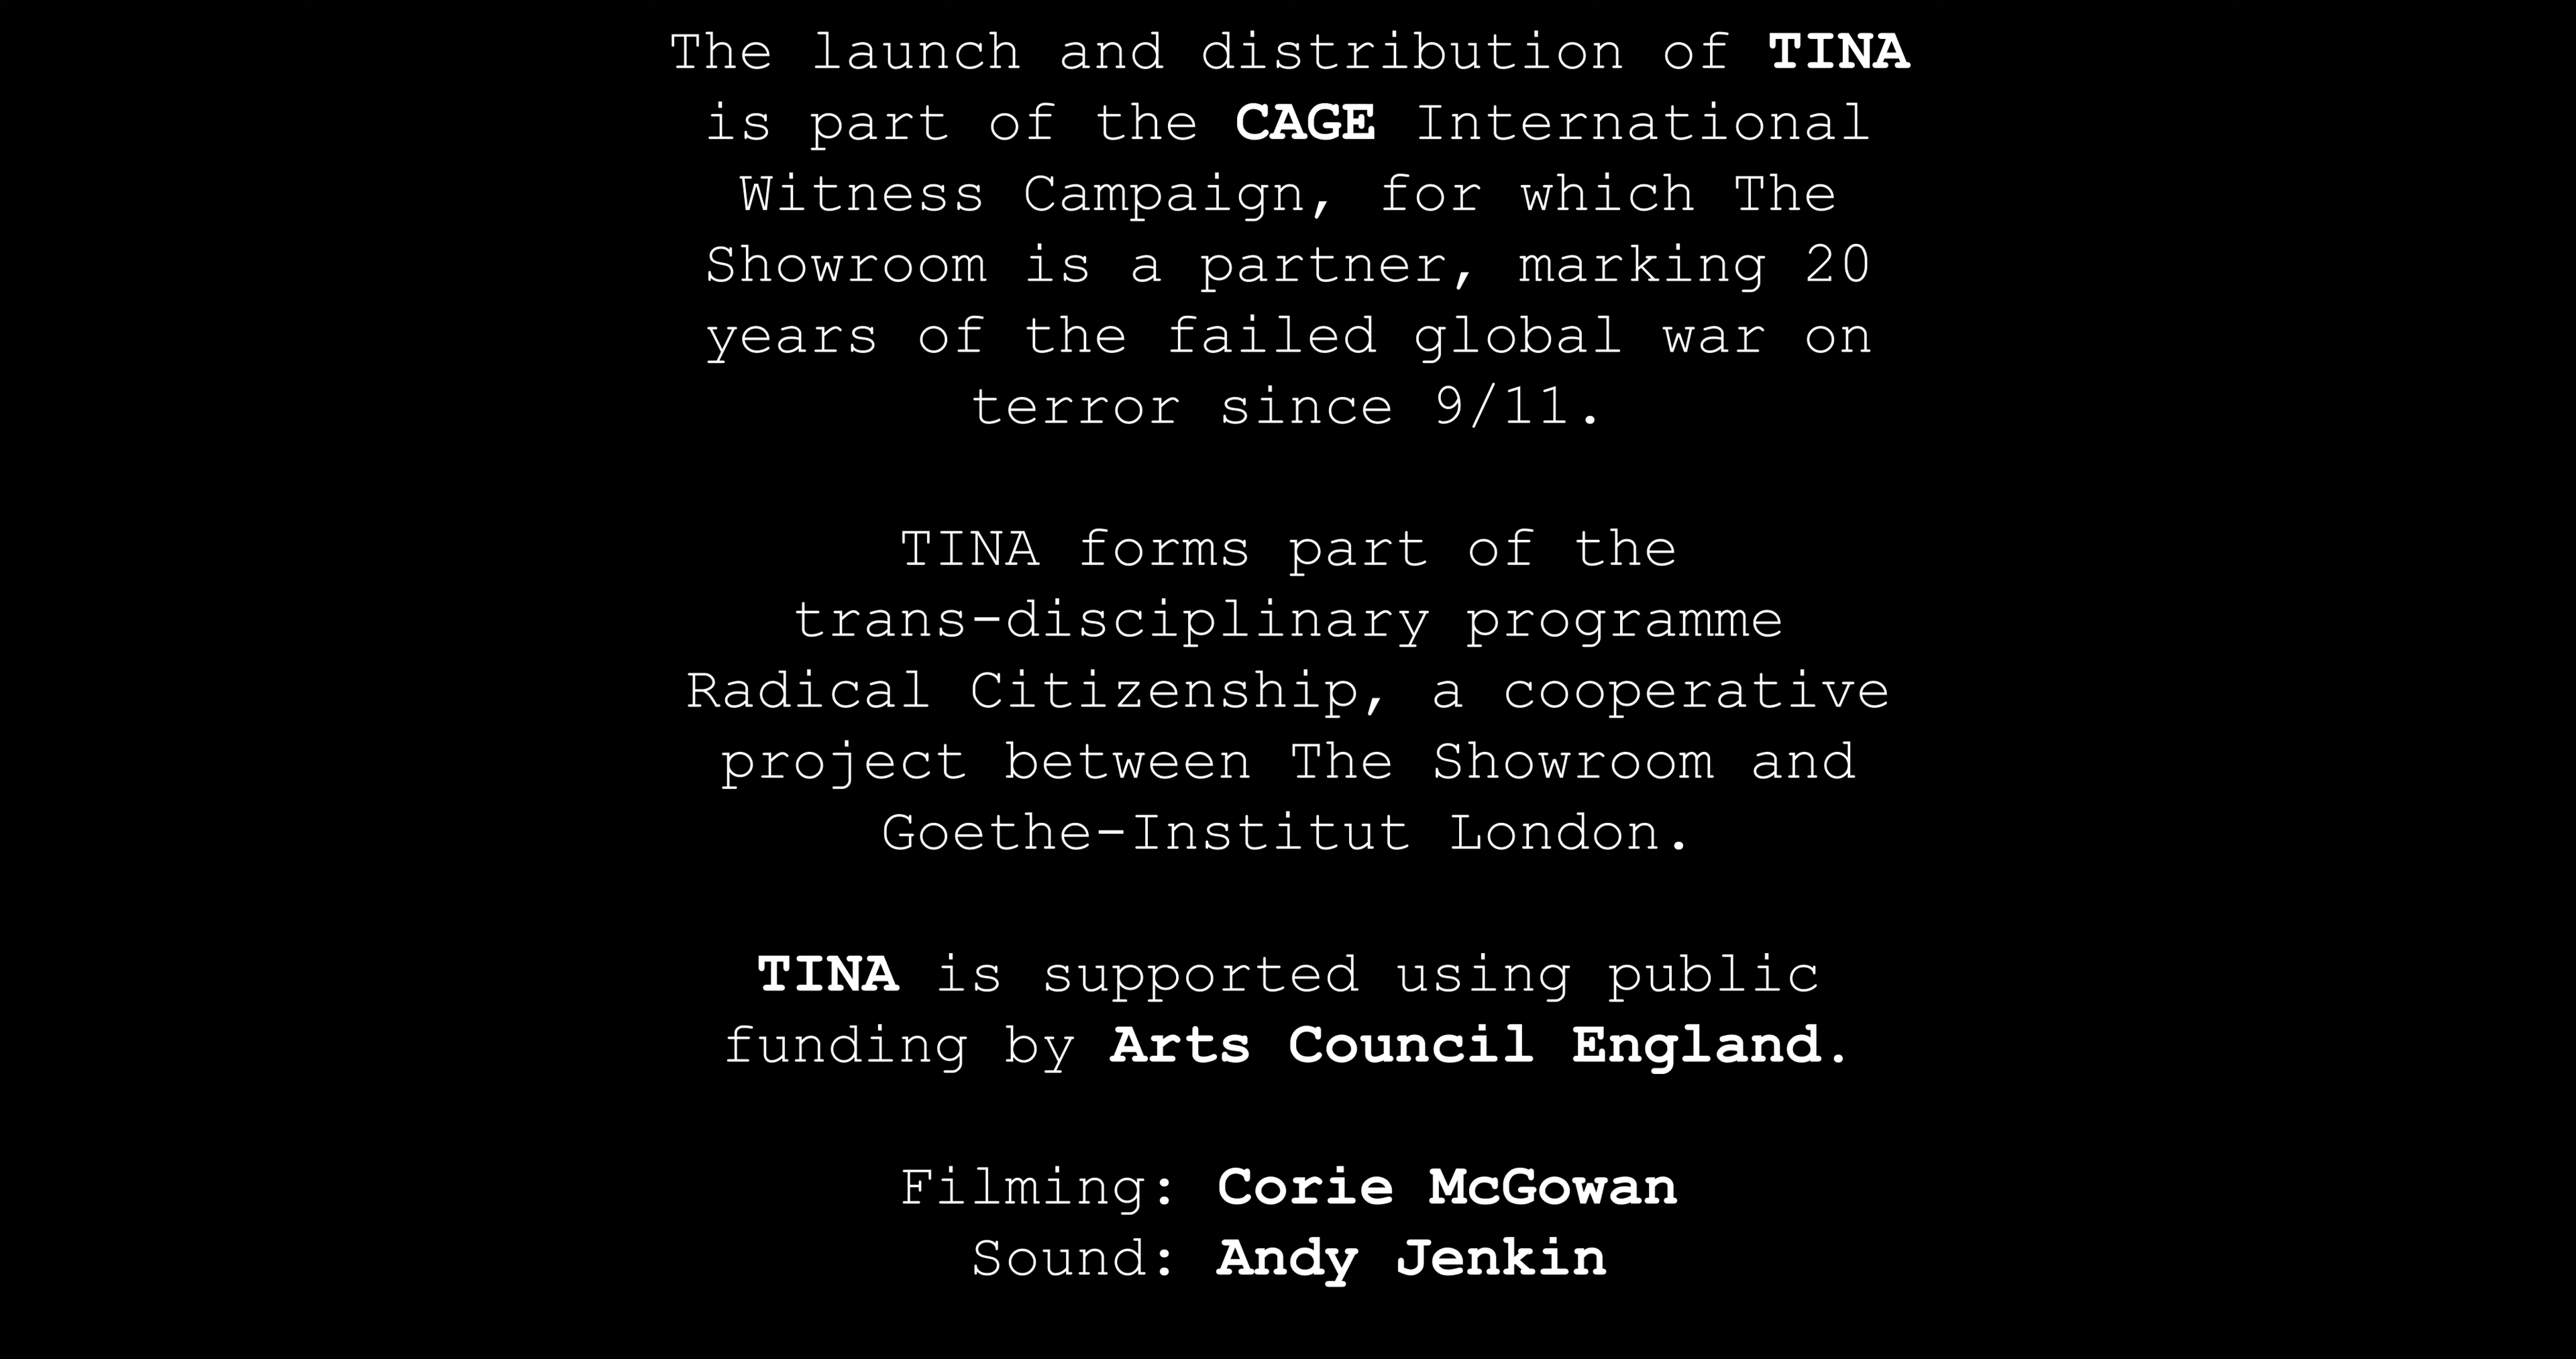 The launch and distribution of TINA
is part of the CAGE International
Witness Campaign, for which The
Showroom is a partner, marking 20
years of the failed global war on
terror since 9/11.
TINA forms part of the
trans-disciplinary programme
Radical Citizenship, a cooperative
project between The Showroom and
Goethe-Institut London.
TINA is supported using public
funding by Arts Council England.
Filming: Corie McGowan
Sound: Andy Jenkin